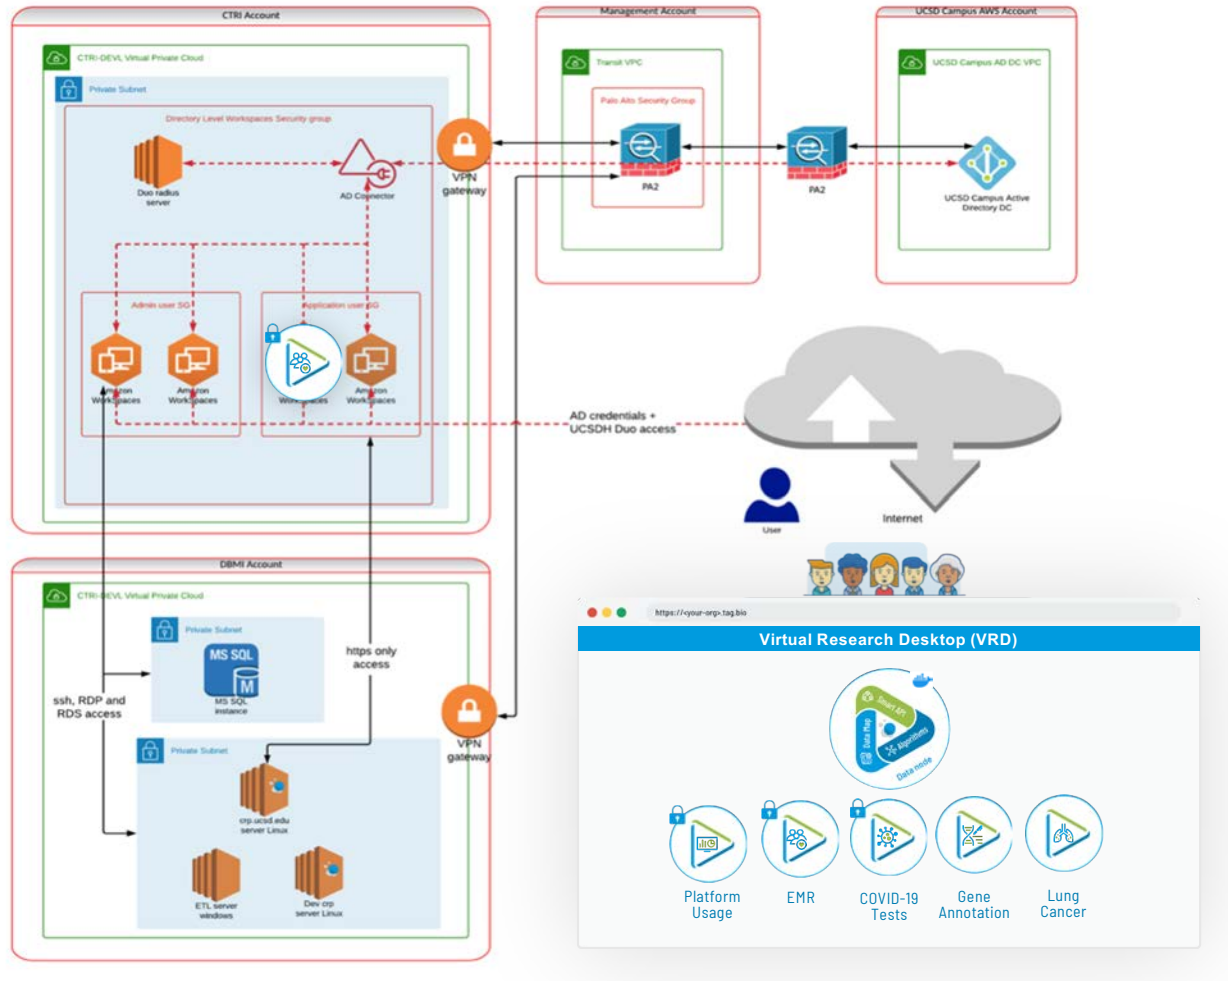 CTRI Account
CTRI-DEVL Virtual Private Cloud
Private Subnet
Directory Level Workspaces Security group
Duo radius
server
AD Connector
VPN
gateway
Admin user SG
Application user SG
Amazon
Workspaces
Amazon
Workspaces
Workspaces
Amazon
Workspaces
Management Account
Transit VPC
Palo Alto Security Group
PA2
PA2
UCSD Campus AWS Account
UCSD Campus AD DC VPC
UCSD Campus Active
Directory DC
AD credentials +
UCSDH Duo access
User
Internet
DBMI Account
CTRI-DEVL Virtual Private Cloud
Private Subnet
MS SQL
M
MS SQL
instance
https only
access
ssh, RDP and
RDS access
VPN
gateway
Private Subnet
crp.ucsd.edu
server Linux
ETL server
windows
Dev crp
server Linux
https://<your-org>.tag.bio
Virtual Research Desktop (VRD)
Smart API
Data Map
Algorithms
Data node
Platform
Usage
EMR
COVID-19
Tests
Gene
Annotation
Lung
Cancer